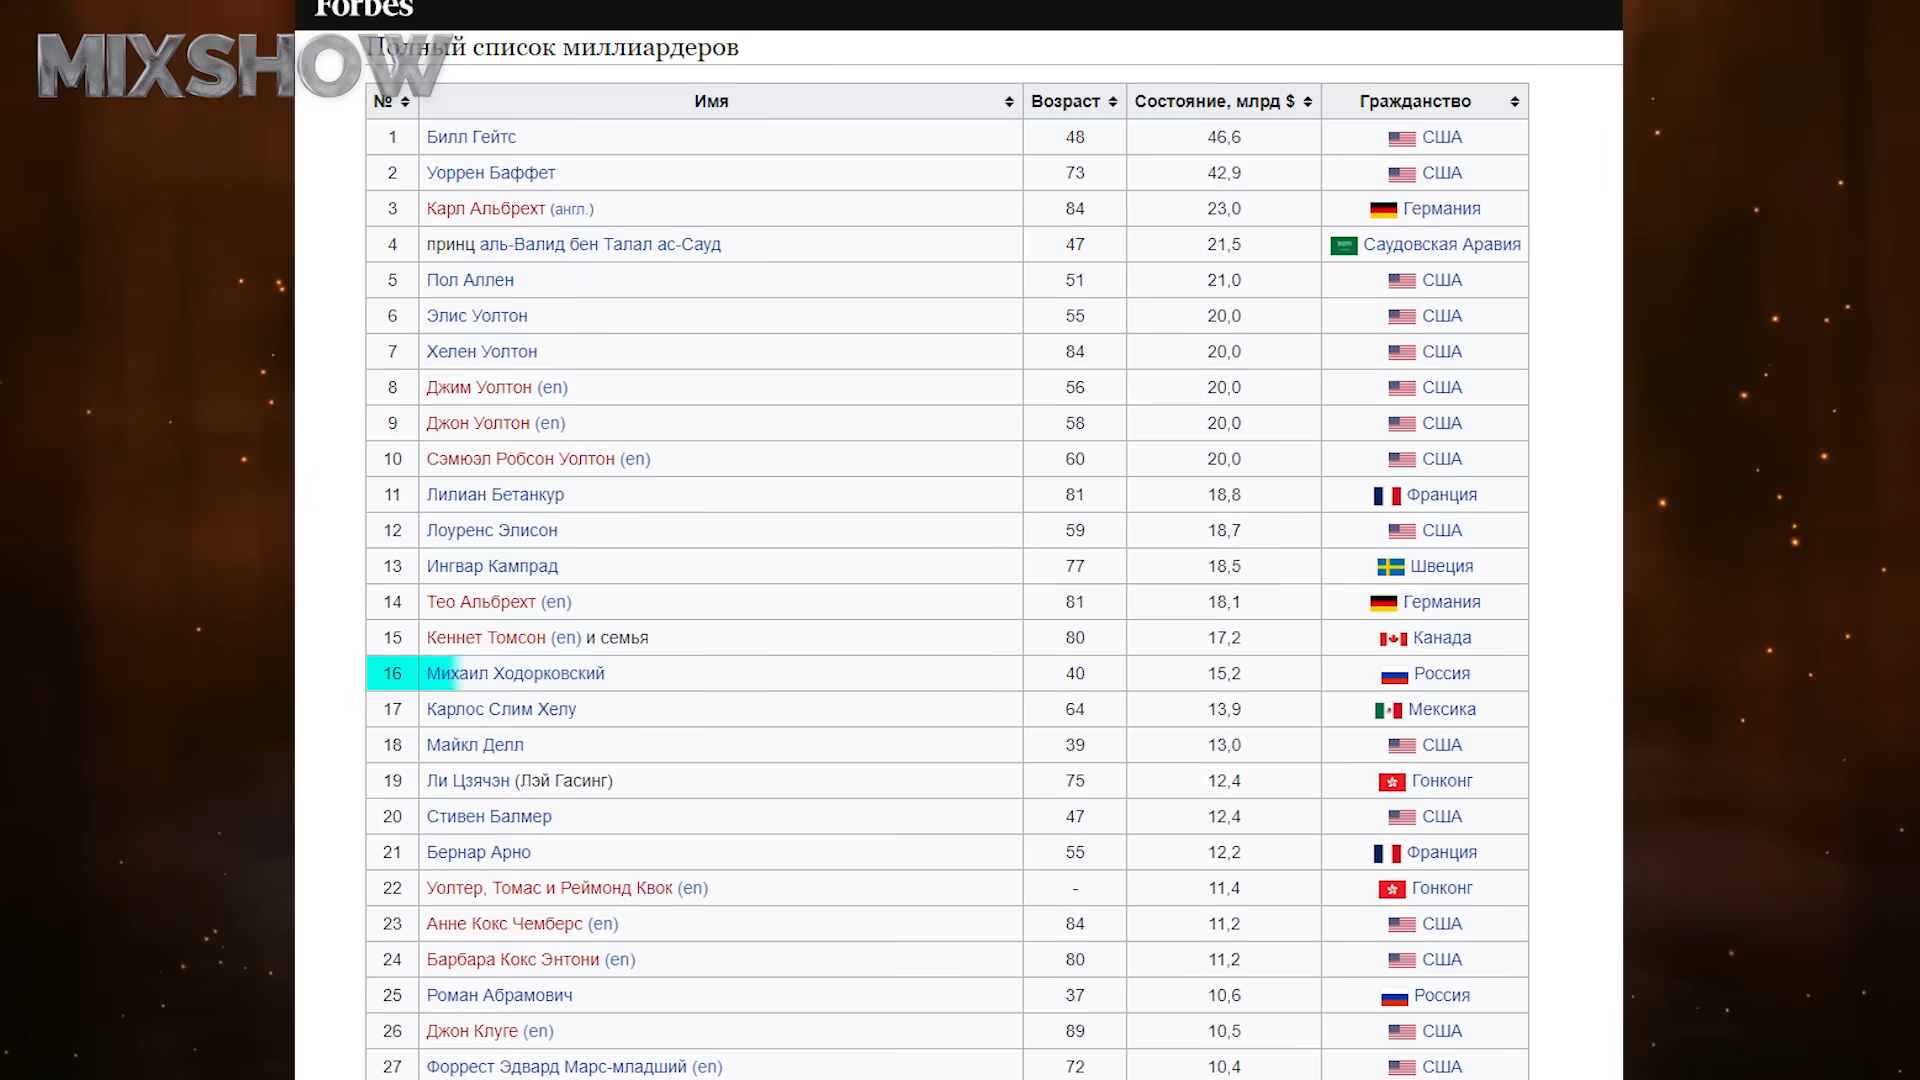 Forbes
MIXSHOW
Полный список миллиардеров
№ Имя Возраст Состояние, млрд $ Гражданство
1 Билл Гейтс 48 46,6 США
2 Уоррен Баффет 73 42,9 США
3 Карл Альбрехт (англ.) 84 23,0 Германия
4 принц аль-Валид бен Талал ас-Сауд 47 21,5 Саудовская Аравия
5 Пол Аллен 51 21,0 США
6 Элис Уолтон 55 20,0 США
7 Хелен Уолтон 84 20,0 США
8 Джим Уолтон (en) 56 20,0 США
9 Джон Уолтон (en) 58 20,0 США
10 Сэмюэл Робсон Уолтон (en) 60 20,0 США
11 Лилиан Бетанкур 81 18,8 Франция
12 Лоуренс Элисон 59 18,7 США
13 Ингвар Кампрад 77 18,5 Швеция
14 Тео Альбрехт (en) 81 18,1 Германия
15 Кеннет Томсон (en) и семья 80 17,2 Канада
16 Михаил Ходорковский 40 15,2 Россия
17 Карлос Слим Хелу 64 13,9 Мексика
18 Майкл Делл 39 13,0 США
19 Ли Цзячэн (Лэй Гасинг) 75 12,4 Гонконг
20 Стивен Балмер 47 12,4 США
21 Бернар Арно 55 12,2 Франция
22 Уолтер, Томас и Реймонд Квок (en) - 11,4 Гонконг
23 Анне Кокс Чемберс (en) 84 11,2 США
24 Барбара Кокс Энтони (en) 80 11,2 США
25 Роман Абрамович 37 10,6 Россия
26 Джон Клуге (en) 89 10,5 США
27 Форрест Эдвард Марс-младший (en) 72 10,4 США